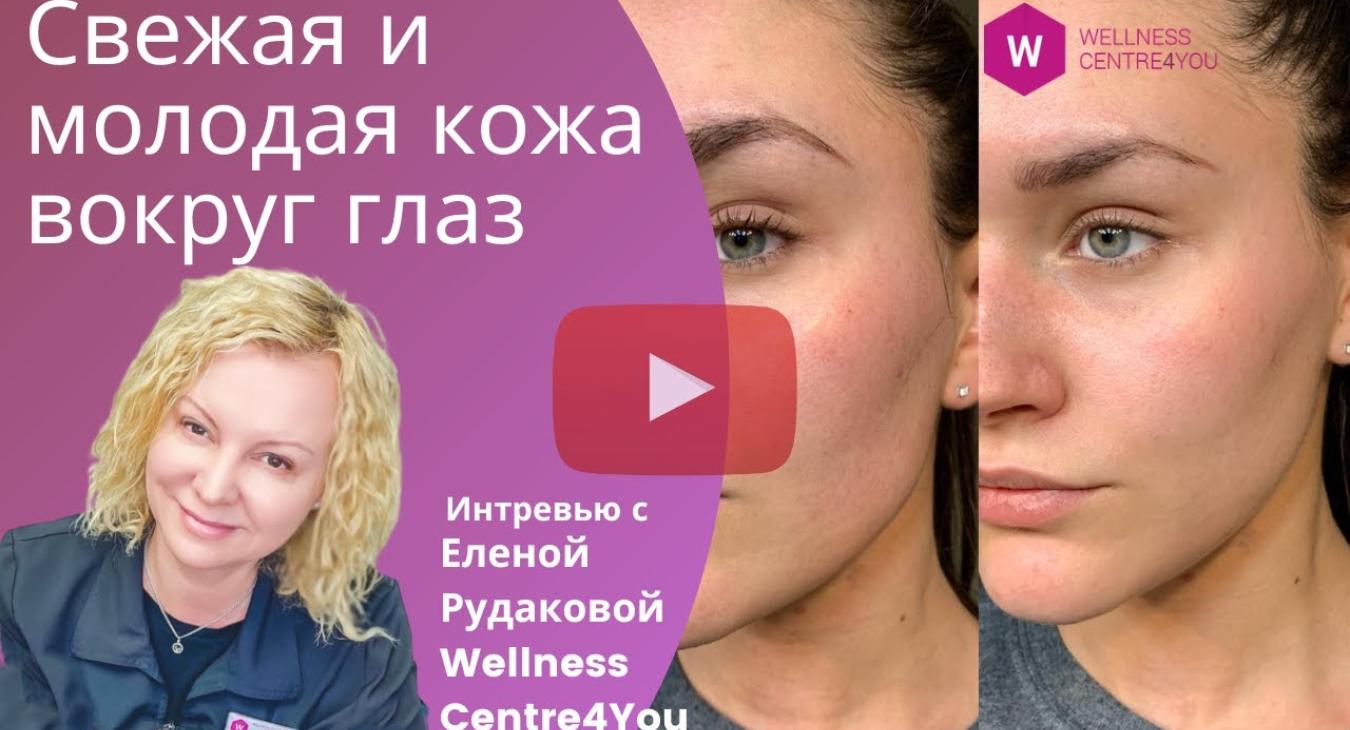 Свежая и
молодая кожа
вокруг глаз
W
WELLNESS
CENTRE4YOU
Интревью с
Еленой
Рудаковой
Wellness
Centre4You
W